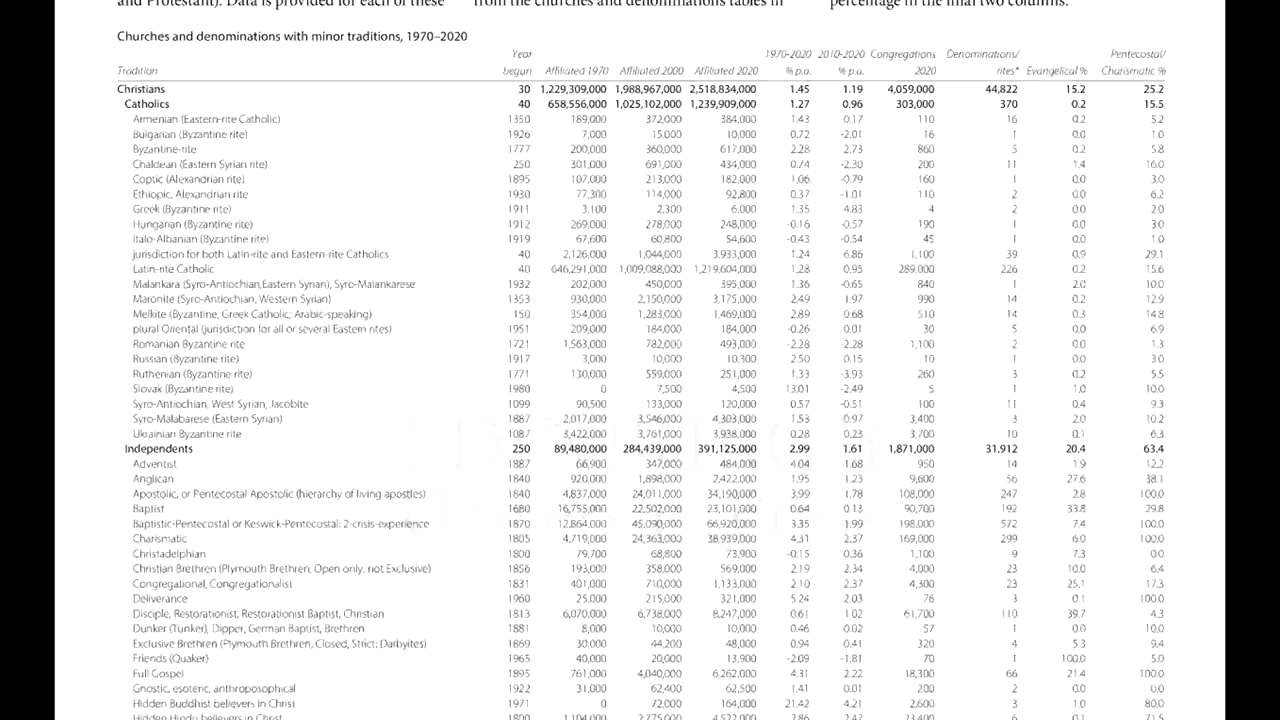 and Protestant). Data is provided for each of these from the churches and denominations tables in percentage in the final two columns.
Churches and denominations with minor traditions, 1970–2020
Year 1970-2020 2010-2020 Congregations Denominations/ Pentecostal/
Tradition begun Affiliated 1970 Affiliated 2000 Affiliated 2020 % p.a. % p.a. 2020 rites* Evangelical % Charismatic %
Christians 30 1,229,309,000 1,988,967,000 2,518,834,000 1.45 1.19 4,059,000 44,822 15.2 25.2
Catholics 40 658,556,000 1,025,102,000 1,239,909,000 1.27 0.96 303,000 370 0.2 15.5
Armenian (Eastern-rite Catholic) 1350 189,000 372,000 384,000 1.43 0.17 110 16 0.2 5.2
Bulgarian (Byzantine rite) 1926 7,000 15,000 10,000 0.72 -2.01 16 1 0.0 1.0
Byzantine-rite 1777 200,000 360,000 617,000 2.28 2.73 860 5 0.2 5.8
Chaldean (Eastern Syrian rite) 250 301,000 691,000 434,000 0.74 -2.30 200 11 1.4 16.0
Coptic (Alexandrian rite) 1895 107,000 213,000 182,000 1.06 -0.79 160 1 0.0 3.0
Ethiopic, Alexandrian rite 1930 77,300 114,000 92,800 0.37 -1.01 110 2 0.0 6.2
Greek (Byzantine rite) 1911 3,100 2,300 6,000 1.35 4.83 4 2 0.0 2.0
Hungarian (Byzantine rite) 1912 269,000 278,000 248,000 -0.16 -0.57 190 1 0.0 3.0
Italo-Albanian (Byzantine rite) 1919 67,600 60,800 54,600 -0.43 -0.54 45 1 0.0 1.0
jurisdiction for both Latin-rite and Eastern-rite Catholics 40 2,126,000 1,044,000 3,933,000 1.24 6.86 1,100 39 0.9 29.1
Latin-rite Catholic 40 646,291,000 1,009,088,000 1,219,604,000 1.28 0.95 289,000 226 0.2 15.6
Malankara (Syro-Antiochian,Eastern Syrian), Syro-Malankarese 1932 202,000 450,000 395,000 1.36 -0.65 840 1 2.0 10.0
Maronite (Syro-Antiochian, Western Syrian) 1353 930,000 2,150,000 3,175,000 2.49 1.97 990 14 0.2 12.9
Melkite (Byzantine, Greek Catholic; Arabic-speaking) 150 354,000 1,283,000 1,469,000 2.89 0.68 510 14 0.3 14.8
plural Oriental (jurisdiction for all or several Eastern rites) 1951 209,000 184,000 184,000 -0.26 0.01 30 5 0.0 6.9
Romanian Byzantine rite 1721 1,563,000 782,000 493,000 -2.28 -2.28 1,100 2 0.0 1.3
Russian (Byzantine rite) 1917 3,000 10,000 10,300 2.50 0.15 10 1 0.0 3.0
Ruthenian (Byzantine rite) 1771 130,000 559,000 251,000 1.33 -3.93 260 3 0.2 5.5
Slovak (Byzantine rite) 1980 0 7,500 4,500 13.01 -2.49 5 1 1.0 10.0
Syro-Antiochian, West Syrian, Jacobite 1099 90,500 133,000 120,000 0.57 -0.51 100 11 0.4 9.3
Syro-Malabarese (Eastern Syrian) 1887 2,017,000 3,546,000 4,303,000 1.53 0.97 3,400 3 2.0 10.2
Ukrainian Byzantine rite 1087 3,422,000 3,761,000 3,938,000 0.28 0.23 3,700 10 0.1 6.3
Independents 250 89,480,000 284,439,000 391,125,000 2.99 1.61 1,871,000 31,912 20.4 63.4
Adventist 1887 66,900 347,000 484,000 4.04 1.68 950 14 1.9 12.2
Anglican 1840 920,000 1,898,000 2,422,000 1.95 1.23 9,600 56 27.6 38.1
Apostolic, or Pentecostal Apostolic (hierarchy of living apostles) 1840 4,837,000 24,011,000 34,190,000 3.99 1.78 108,000 247 2.8 100.0
Baptist 1680 16,755,000 22,502,000 23,101,000 0.64 0.13 90,700 192 33.8 29.8
Baptistic-Pentecostal or Keswick-Pentecostal: 2-crisis-experience 1870 12,864,000 45,090,000 66,920,000 3.35 1.99 198,000 572 7.4 100.0
Charismatic 1805 4,719,000 24,363,000 38,939,000 4.31 2.37 169,000 299 6.0 100.0
Christadelphian 1800 79,700 68,800 73,900 -0.15 0.36 1,100 9 7.3 0.0
Christian Brethren (Plymouth Brethren; Open only, not Exclusive) 1856 193,000 358,000 569,000 2.19 2.34 4,000 23 10.0 6.4
Congregational, Congregationalist 1831 401,000 710,000 1,133,000 2.10 2.37 4,300 23 25.1 17.3
Deliverance 1960 25,000 215,000 321,000 5.24 2.03 76 3 0.1 100.0
Disciple, Restorationist, Restorationist Baptist, Christian 1813 6,070,000 6,738,000 8,247,000 0.61 1.02 61,700 110 39.7 4.3
Dunker (Tunker), Dipper, German Baptist, Brethren 1881 8,000 10,000 10,000 0.46 0.02 57 1 0.0 10.0
Exclusive Brethren (Plymouth Brethren, Closed, Strict; Darbyites) 1869 30,000 44,200 48,000 0.94 0.41 320 4 5.3 9.4
Friends (Quaker) 1965 40,000 20,000 13,900 -2.09 -1.81 70 1 100.0 5.0
Full Gospel 1895 761,000 4,040,000 6,262,000 4.31 2.22 18,300 66 21.4 100.0
Gnostic, esoteric, anthroposophical 1922 31,000 62,400 62,500 1.41 0.01 200 2 0.0 0.0
Hidden Buddhist believers in Christ 1971 0 72,000 164,000 21.42 4.21 2,600 3 1.0 80.0
Hidden Hindu believers in Christ 1800 1,104,000 2,775,000 4,522,000 2.86 2.47 23,400 6 0.1 71.5